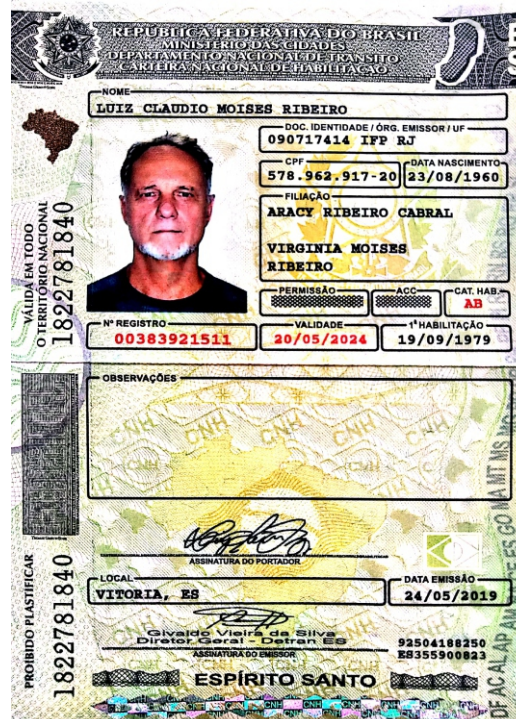 REPÚBLICA FEDERATIVA DO BRASIL
MINISTÉRIO DAS CIDADES
DEPARTAMENTO NACIONAL DE TRÂNSITO
CARTEIRA NACIONAL DE HABILITAÇÃO
NOME
LUIZ CLAUDIO MOISES RIBEIRO
DOC. IDENTIDADE / ÓRG. EMISSOR / UF
090717414 IFP RJ
CPF
578.962.917-20
DATA NASCIMENTO
23/08/1960
FILIAÇÃO
ARACY RIBEIRO CABRAL
VIRGINIA MOISES
RIBEIRO
PERMISSÃO
ACC
CAT. HAB.
AB
Nº REGISTRO
00383921511
VALIDADE
20/05/2024
1ª HABILITAÇÃO
19/09/1979
VÁLIDA EM TODO
O TERRITÓRIO NACIONAL
1822781840
OBSERVAÇÕES
ASSINATURA DO PORTADOR
LOCAL
VITORIA, ES
DATA EMISSÃO
24/05/2019
Givaldo Vieira da Silva
Diretor Geral - Detran ES
ASSINATURA DO EMISSOR
92504188250
ES355900823
PROIBIDO PLASTIFICAR
1822781840
ESPÍRITO SANTO